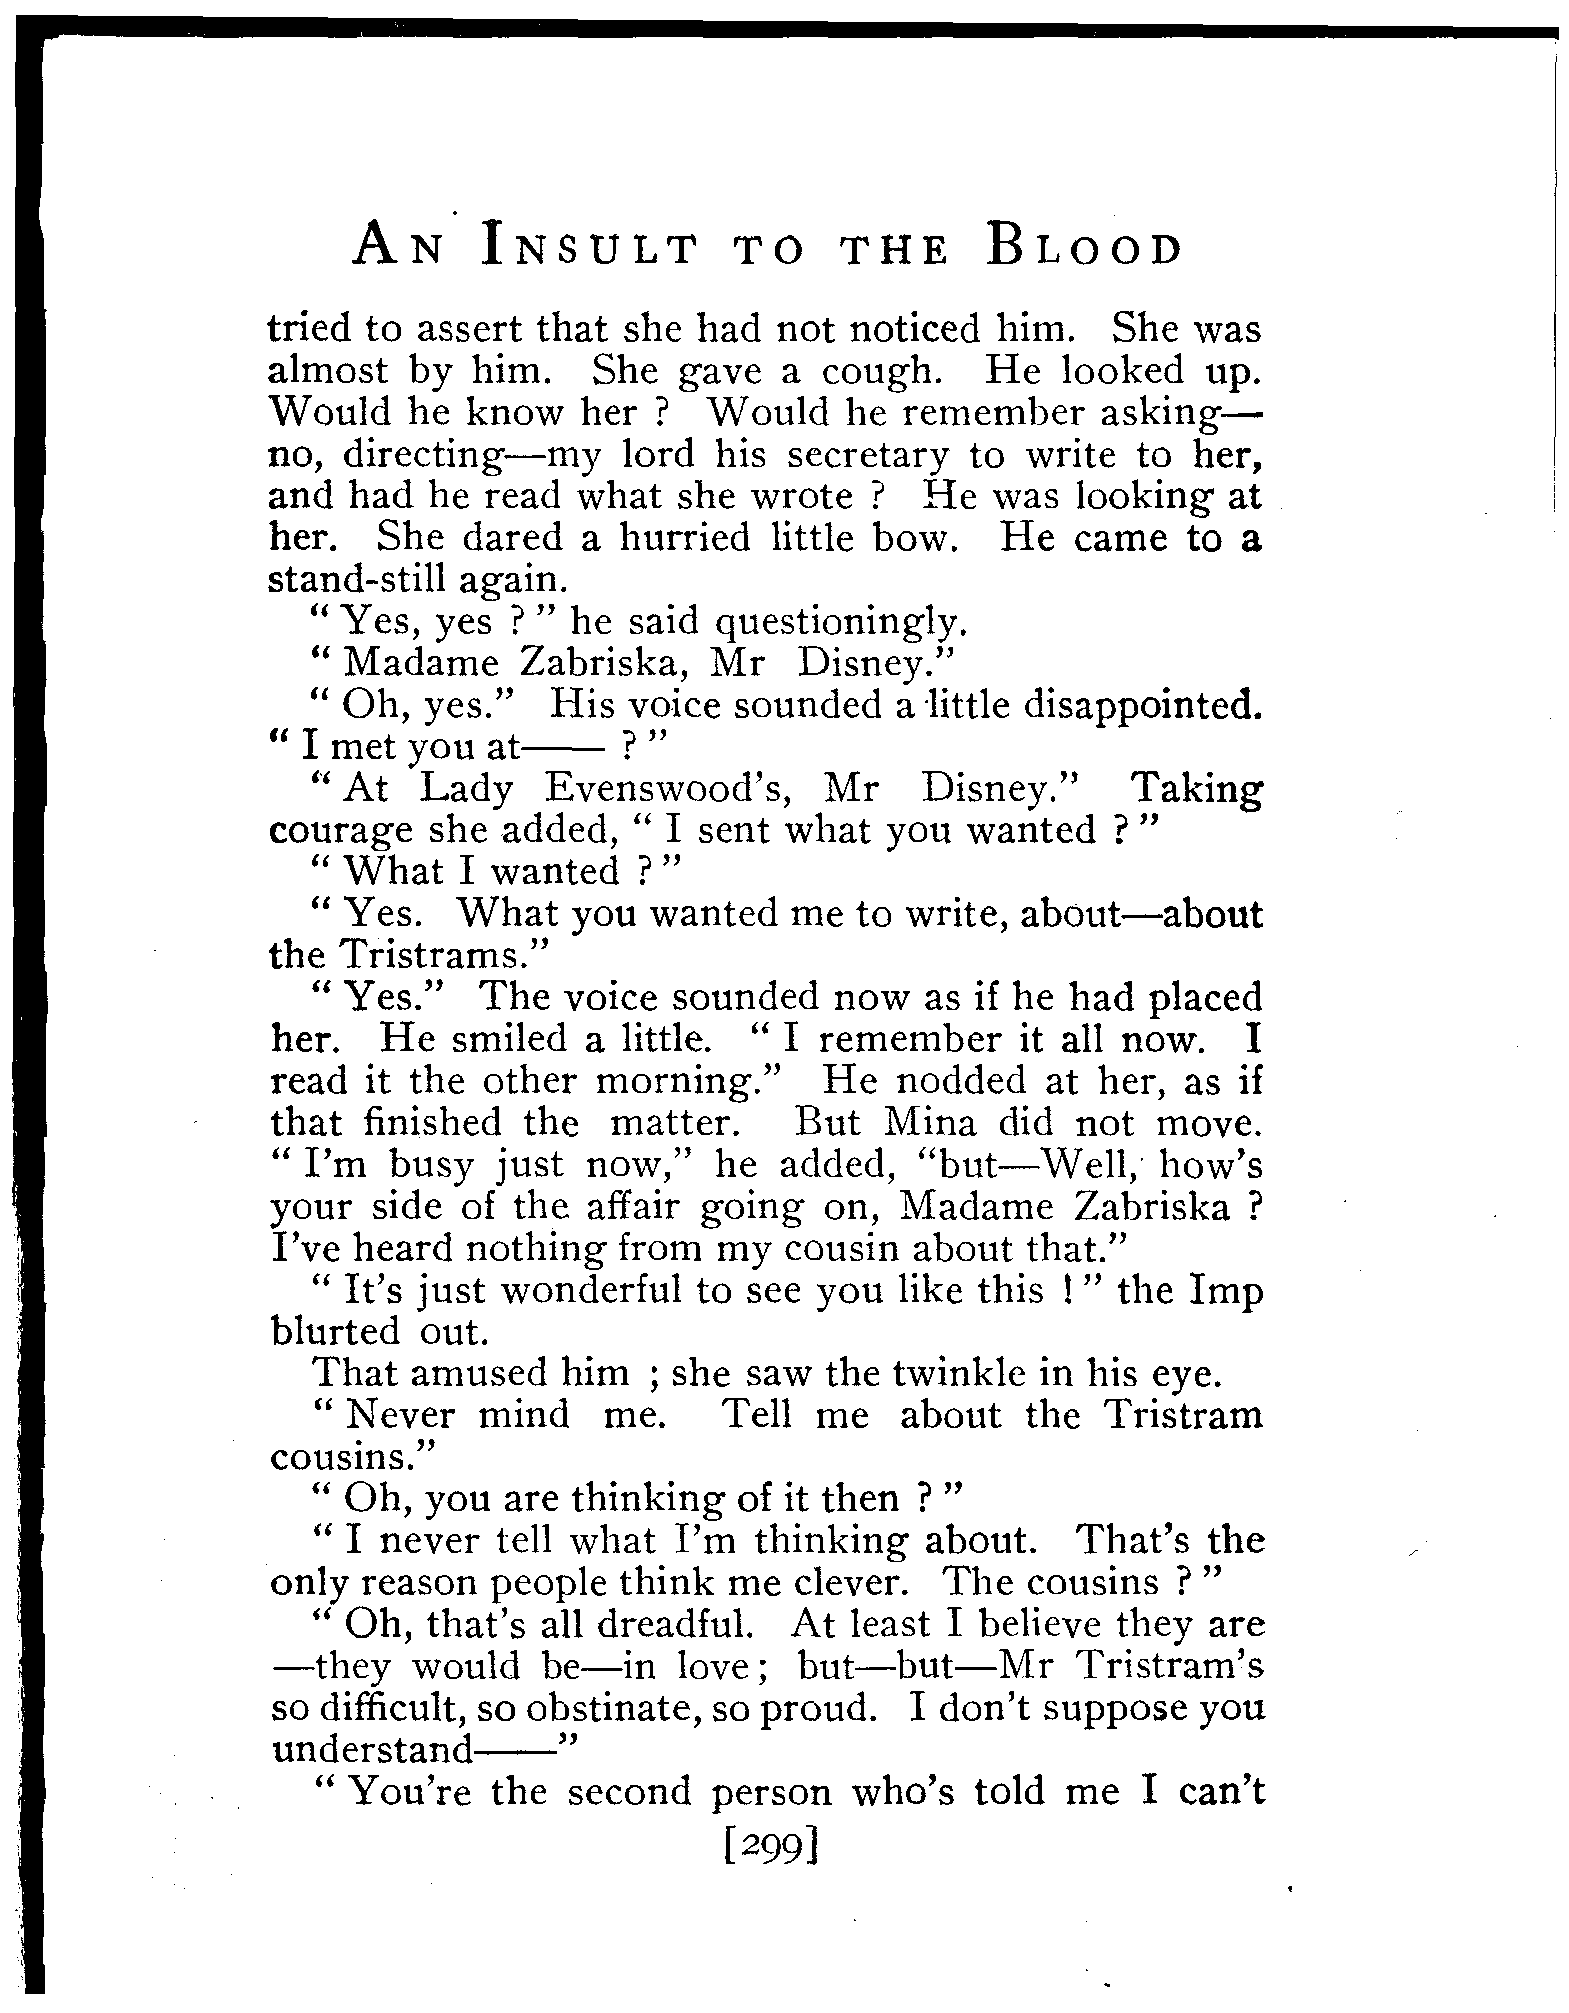 An Insult to the Blood
tried to assert that she had not noticed him. She was
almost by him. She gave a cough. He looked up.
Would he know her ? Would he remember asking—
no, directing—my lord his secretary to write to her,
and had he read what she wrote ? He was looking at
her. She dared a hurried little bow. He came to a
stand-still again.
" Yes, yes ? " he said questioningly.
" Madame Zabriska, Mr Disney."
" Oh, yes." His voice sounded a little disappointed.
" I met you at—— ? "
" At Lady Evenswood's, Mr Disney." Taking
courage she added, " I sent what you wanted ? "
" What I wanted ? "
" Yes. What you wanted me to write, about—about
the Tristrams."
" Yes." The voice sounded now as if he had placed
her. He smiled a little. " I remember it all now. I
read it the other morning." He nodded at her, as if
that finished the matter. But Mina did not move.
" I'm busy just now," he added, "but—Well, how's
your side of the affair going on, Madame Zabriska ?
I've heard nothing from my cousin about that."
" It's just wonderful to see you like this ! " the Imp
blurted out.
That amused him ; she saw the twinkle in his eye.
" Never mind me. Tell me about the Tristram
cousins."
" Oh, you are thinking of it then ? "
" I never tell what I'm thinking about. That's the
only reason people think me clever. The cousins ? "
" Oh, that's all dreadful. At least I believe they are
—they would be—in love ; but—but—Mr Tristram's
so difficult, so obstinate, so proud. I don't suppose you
understand——"
" You're the second person who's told me I can't
[299]